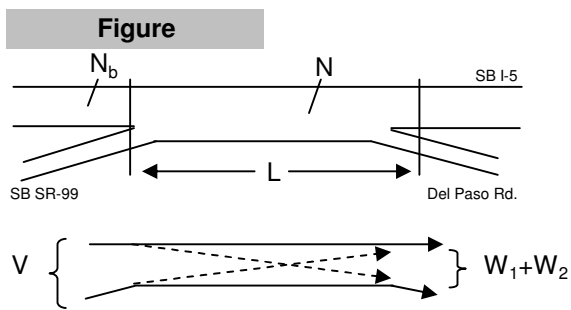 Figure
N_b
N
SB I-5
L
SB SR-99
Del Paso Rd.
V
W_1+W_2